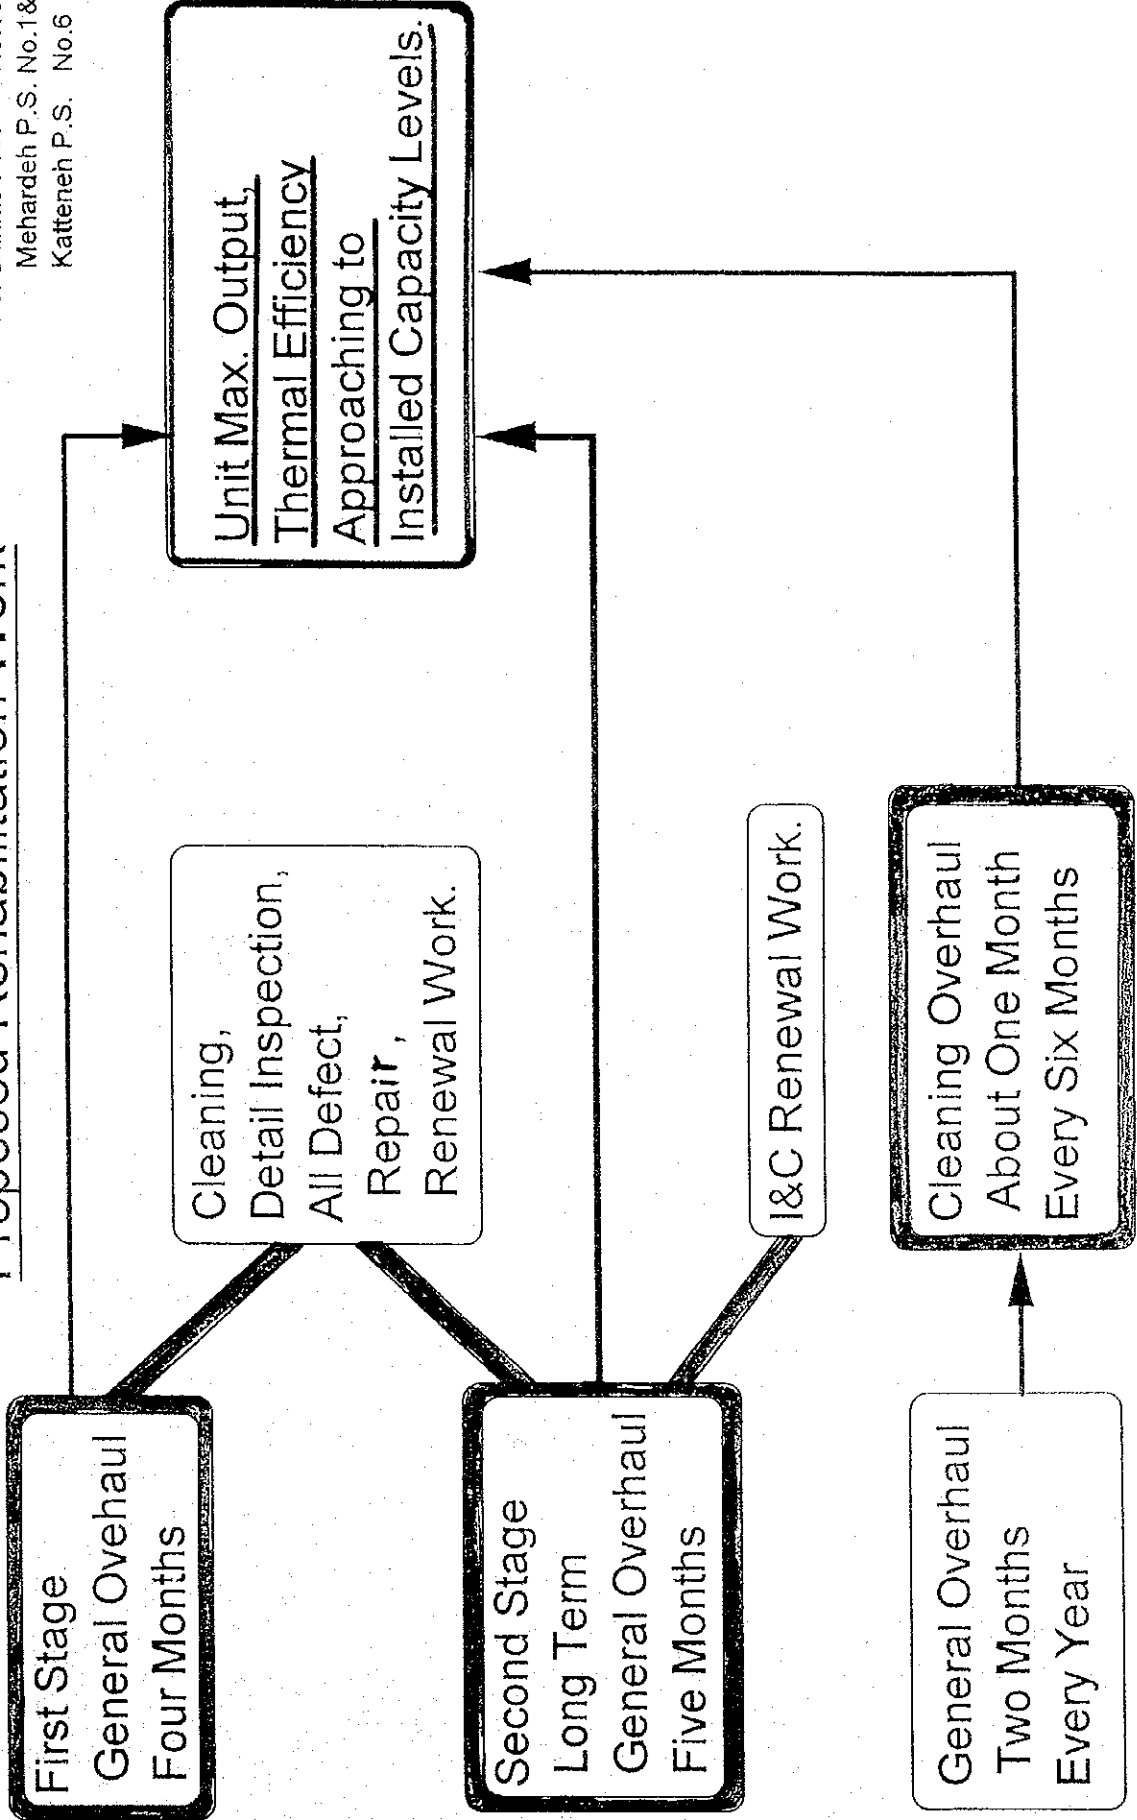 Proposed Rehabilitation Work
Mehardeh P.S. No.1&
Katteneh P.S. No.6
First Stage
General Ovehaul
Four Months
Cleaning,
Detail Inspection,
All Defect,
Repair,
Renewal Work.
Unit Max. Output,
Thermal Efficiency
Approaching to
Installed Capacity Levels.
Second Stage
Long Term
General Overhaul
Five Months
I&C Renewal Work.
General Overhaul
Two Months
Every Year
Cleaning Overhaul
About One Month
Every Six Months